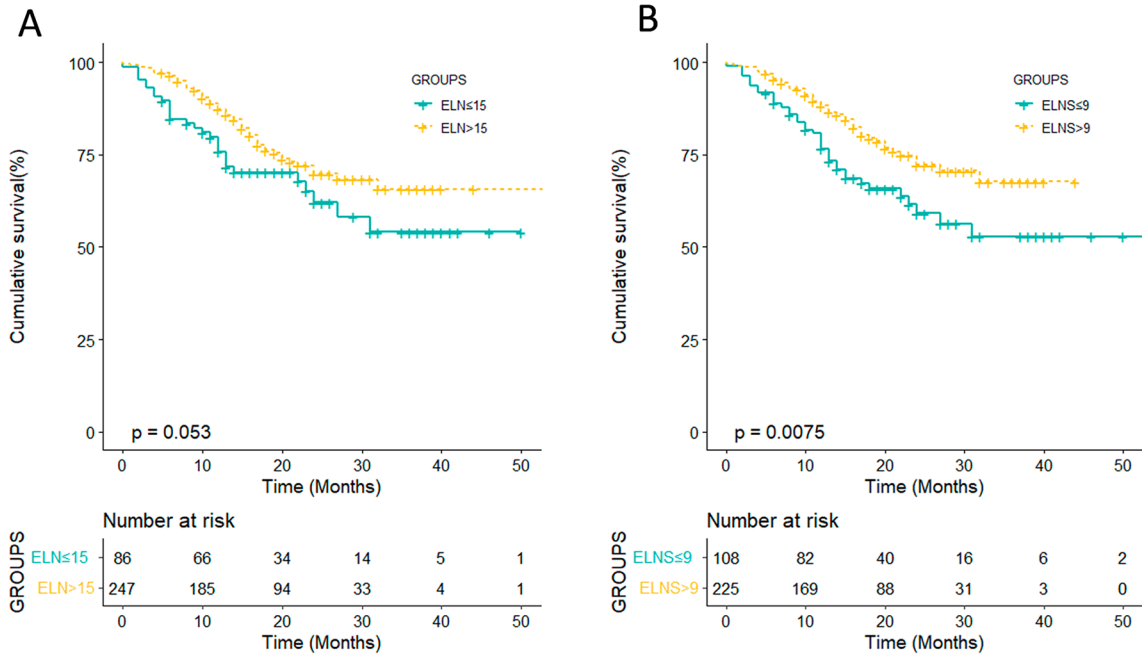 A
Cumulative survival(%)
100
75
50
25
0
GROUPS
ELN≤15
ELN>15
p = 0.053
0 10 20 30 40 50
Time (Months)
Number at risk
GROUPS
ELN≤15 86 66 34 14 5 1
ELN>15 247 185 94 33 4 1
0 10 20 30 40 50
Time (Months)
B
Cumulative survival(%)
100
75
50
25
0
GROUPS
ELNS≤9
ELNS>9
p = 0.0075
0 10 20 30 40 50
Time (Months)
Number at risk
GROUPS
ELNS≤9 108 82 40 16 6 2
ELNS>9 225 169 88 31 3 0
0 10 20 30 40 50
Time (Months)